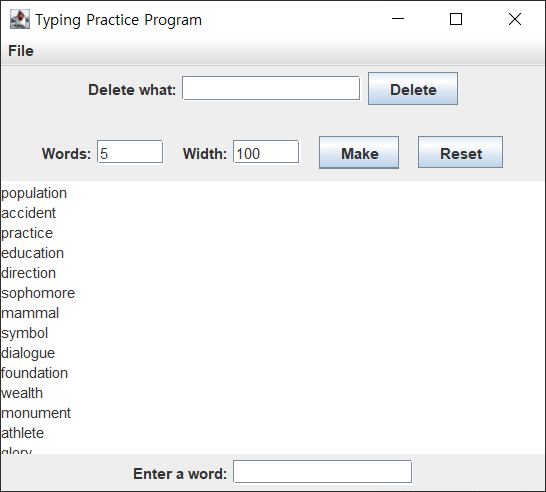 Typing Practice Program
File
Delete what: Delete
Words: 5 Width: 100 Make Reset
population
accident
practice
education
direction
sophomore
mammal
symbol
dialogue
foundation
wealth
monument
athlete
glory
Enter a word: